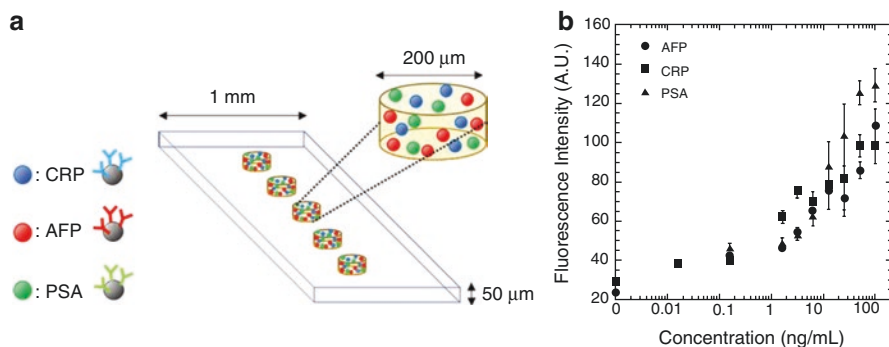 a
200 μm
1 mm
: CRP
: AFP
: PSA
50 μm
b
160
140
120
100
80
60
40
20
AFP
CRP
PSA
Fluorescence Intensity (A.U.)
0 0.01 0.1 1 10 100
Concentration (ng/mL)